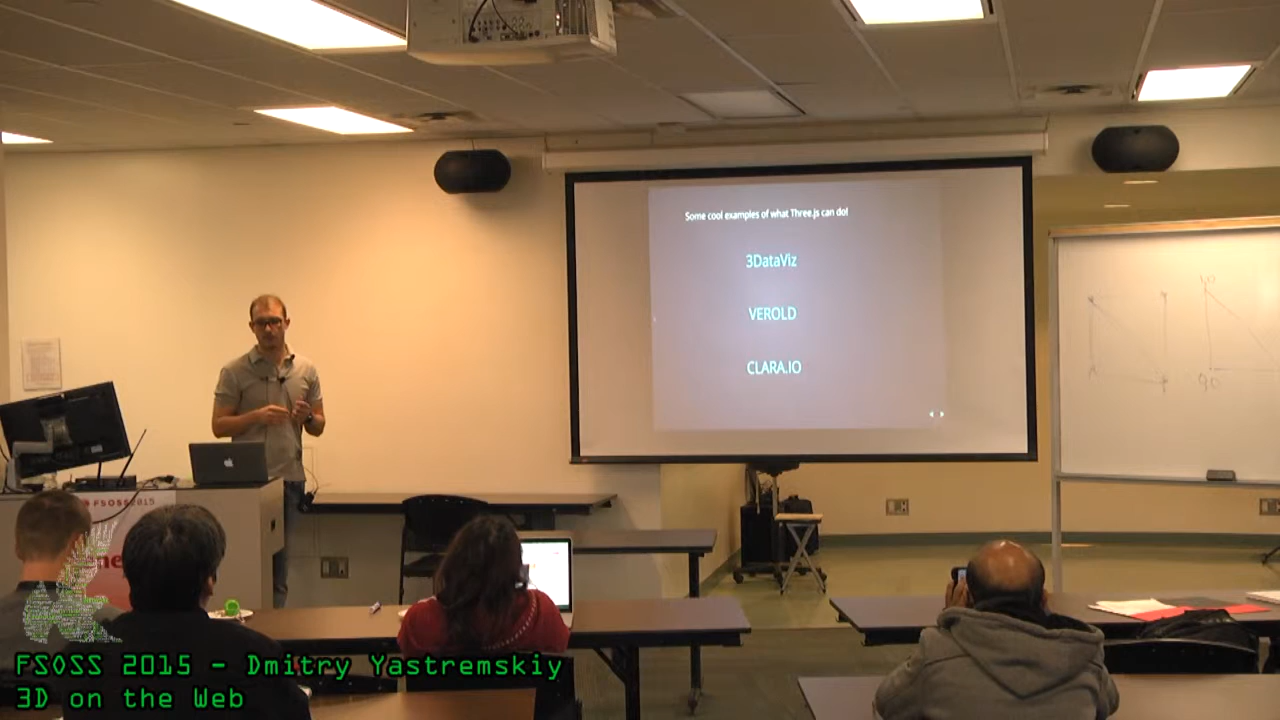 Some cool examples of what Three.js can do!
3DataViz
VEROLD
CLARA.IO
FSOSS2015
FSOSS 2015 - Dmitry Yastremskiy
3D on the Web